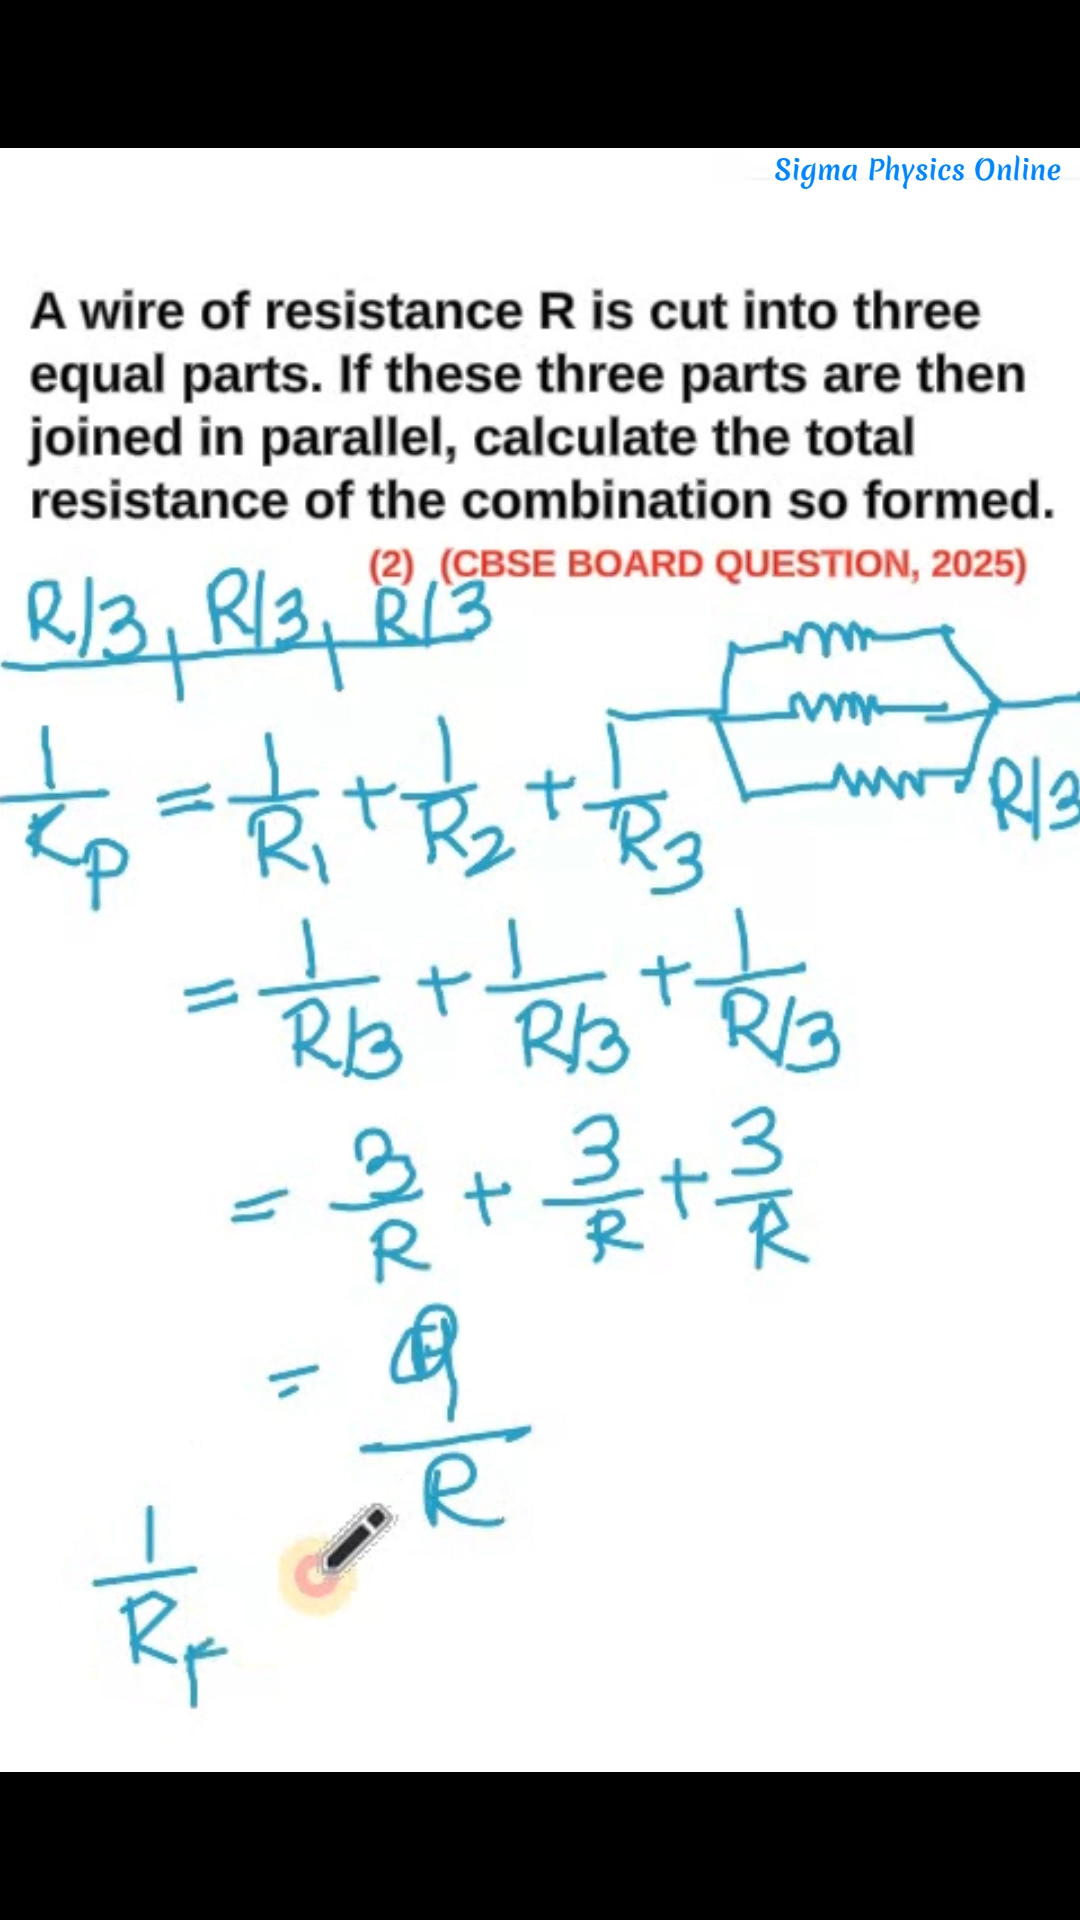 Sigma Physics Online
A wire of resistance R is cut into three
equal parts. If these three parts are then
joined in parallel, calculate the total
resistance of the combination so formed.
(2) (CBSE BOARD QUESTION, 2025)
R/3, R/3, R/3
R/3
1/Rp = 1/R1 + 1/R2 + 1/R3
= 1/R/3 + 1/R/3 + 1/R/3
= 3/R + 3/R + 3/R
= 9/R
1/R